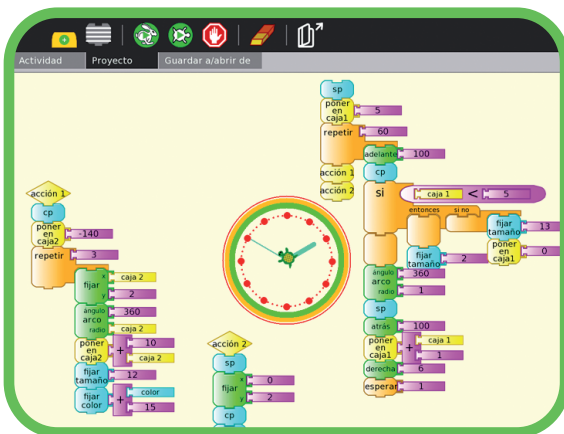 Actividad Proyecto Guardar a/abrir de
sp
poner
en
caja1
5
repetir 60
adelante 100
cp
acción 1
acción 2
si
caja 1 < 5
entonces si no
fijar
tamaño
13
fijar
tamaño
2
poner
en
caja1
0
ángulo 360
arco
radio 1
sp
atrás 100
poner
en
caja1
+
caja 1
1
derecha 6
esperar 1
acción 1
cp
poner
en
caja2
-140
repetir 3
fijar
x caja 2
y 2
ángulo 360
arco
radio caja 2
poner
en
caja2
+
10
caja 2
fijar
tamaño
12
fijar
color
+
color
15
acción 2
sp
fijar
x 0
y 2
cp